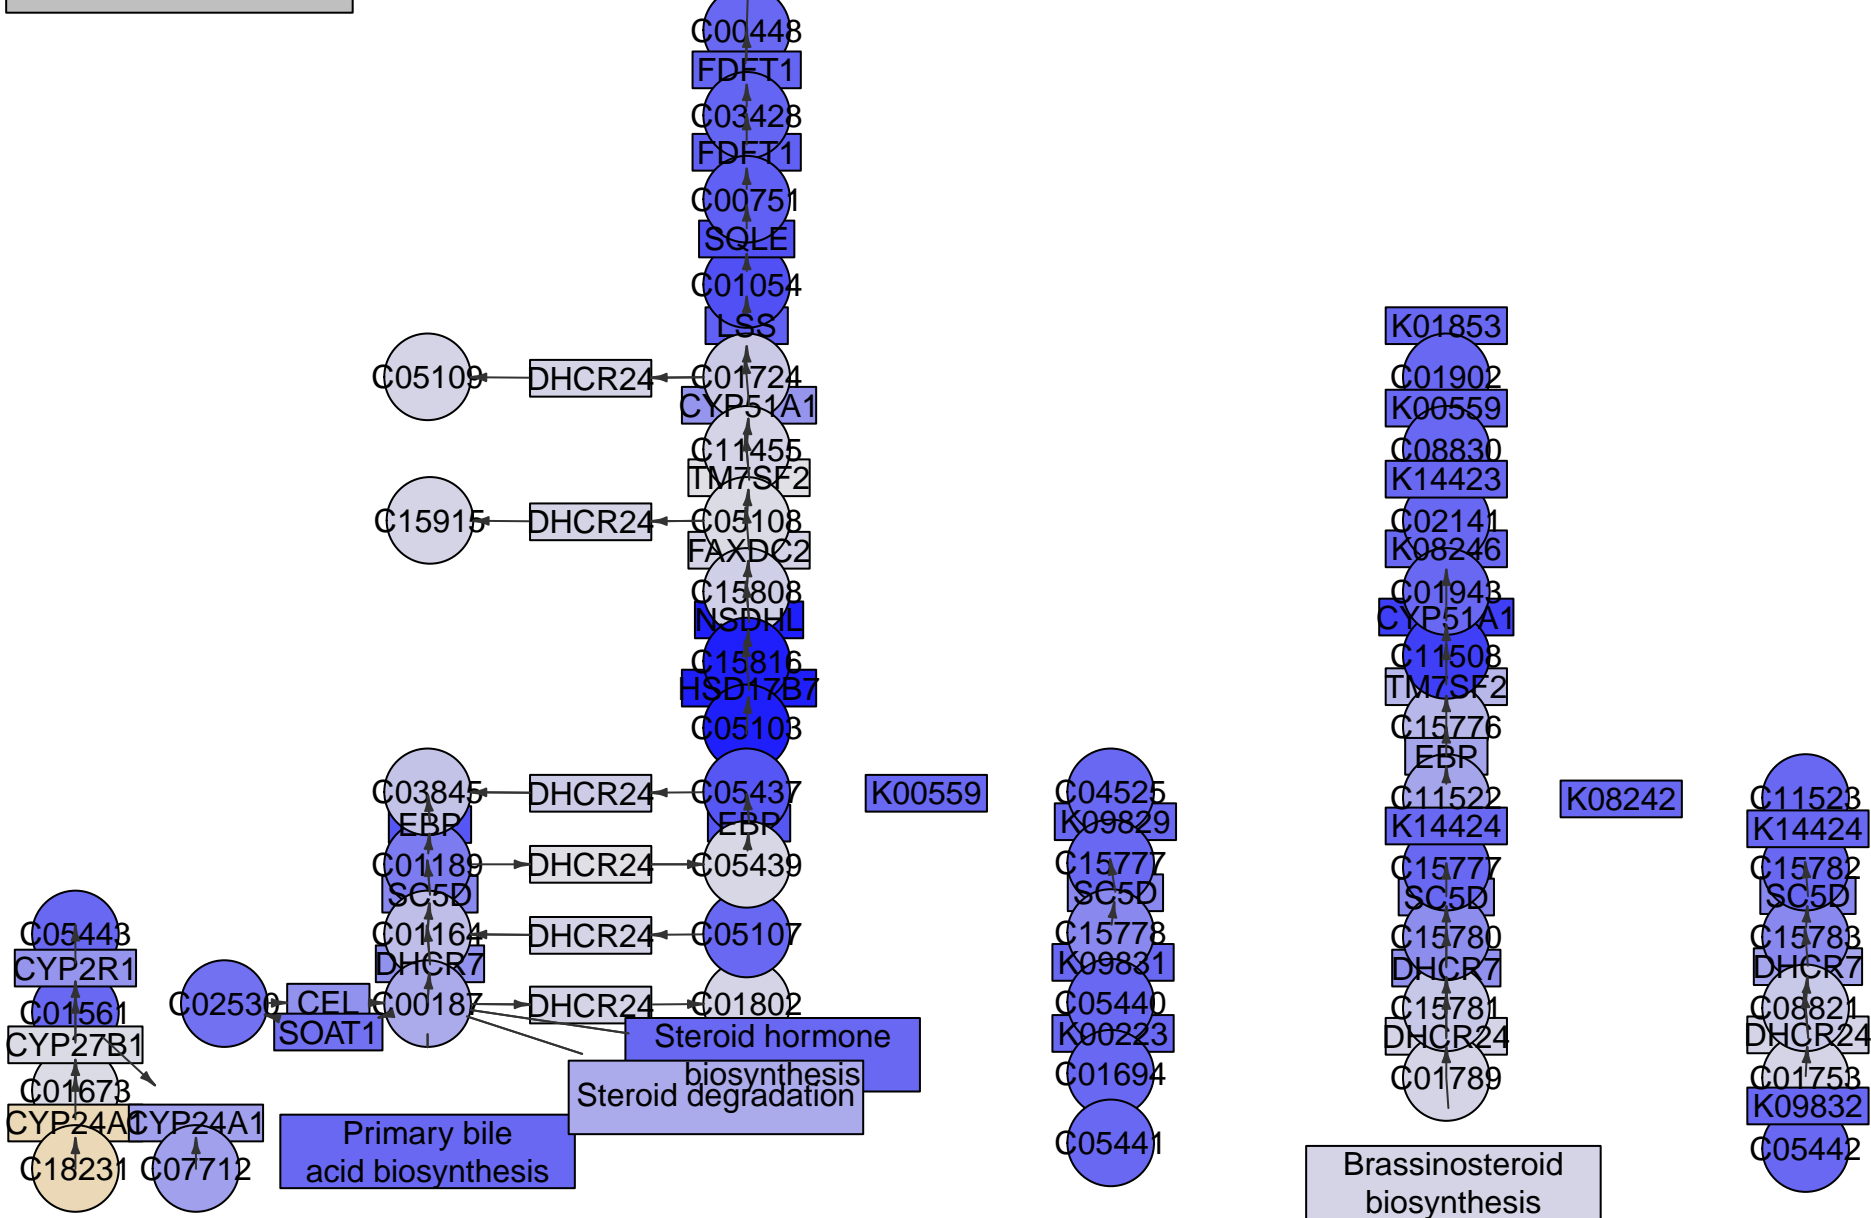 C00448
FDFT1
C03428
FDFT1
C00751
SQLE
C01054
LSS
C05109
DHCR24
C01724
CYP51A1
C11455
TM7SF2
C15915
DHCR24
C05108
FAXDC2
C15808
NSDHL
C15816
HSD17B7
C05103
C03845
DHCR24
C05437
EBP
EBP
C01189
DHCR24
C05439
SC5D
C01164
DHCR24
C05107
DHCR7
C02530
CEL
SOAT1
C00187
DHCR24
C01802
C05443
CYP2R1
C01561
CYP27B1
C01673
CYP24A1
CYP24A1
C18231
C07712
Steroid hormone
biosynthesis
Steroid degradation
Primary bile
acid biosynthesis
K00559
C04525
K09829
C15777
SC5D
C15778
K09831
C05440
K00223
C01694
C05441
K01853
C01902
K00559
C08830
K14423
C02141
K08246
C01943
CYP51A1
C11508
TM7SF2
C15776
EBP
C11522
K14424
C15777
SC5D
C15780
DHCR7
C15781
DHCR24
C01789
Brassinosteroid
biosynthesis
K08242
C11523
K14424
C15782
SC5D
C15783
DHCR7
C08821
DHCR24
C01753
K09832
C05442